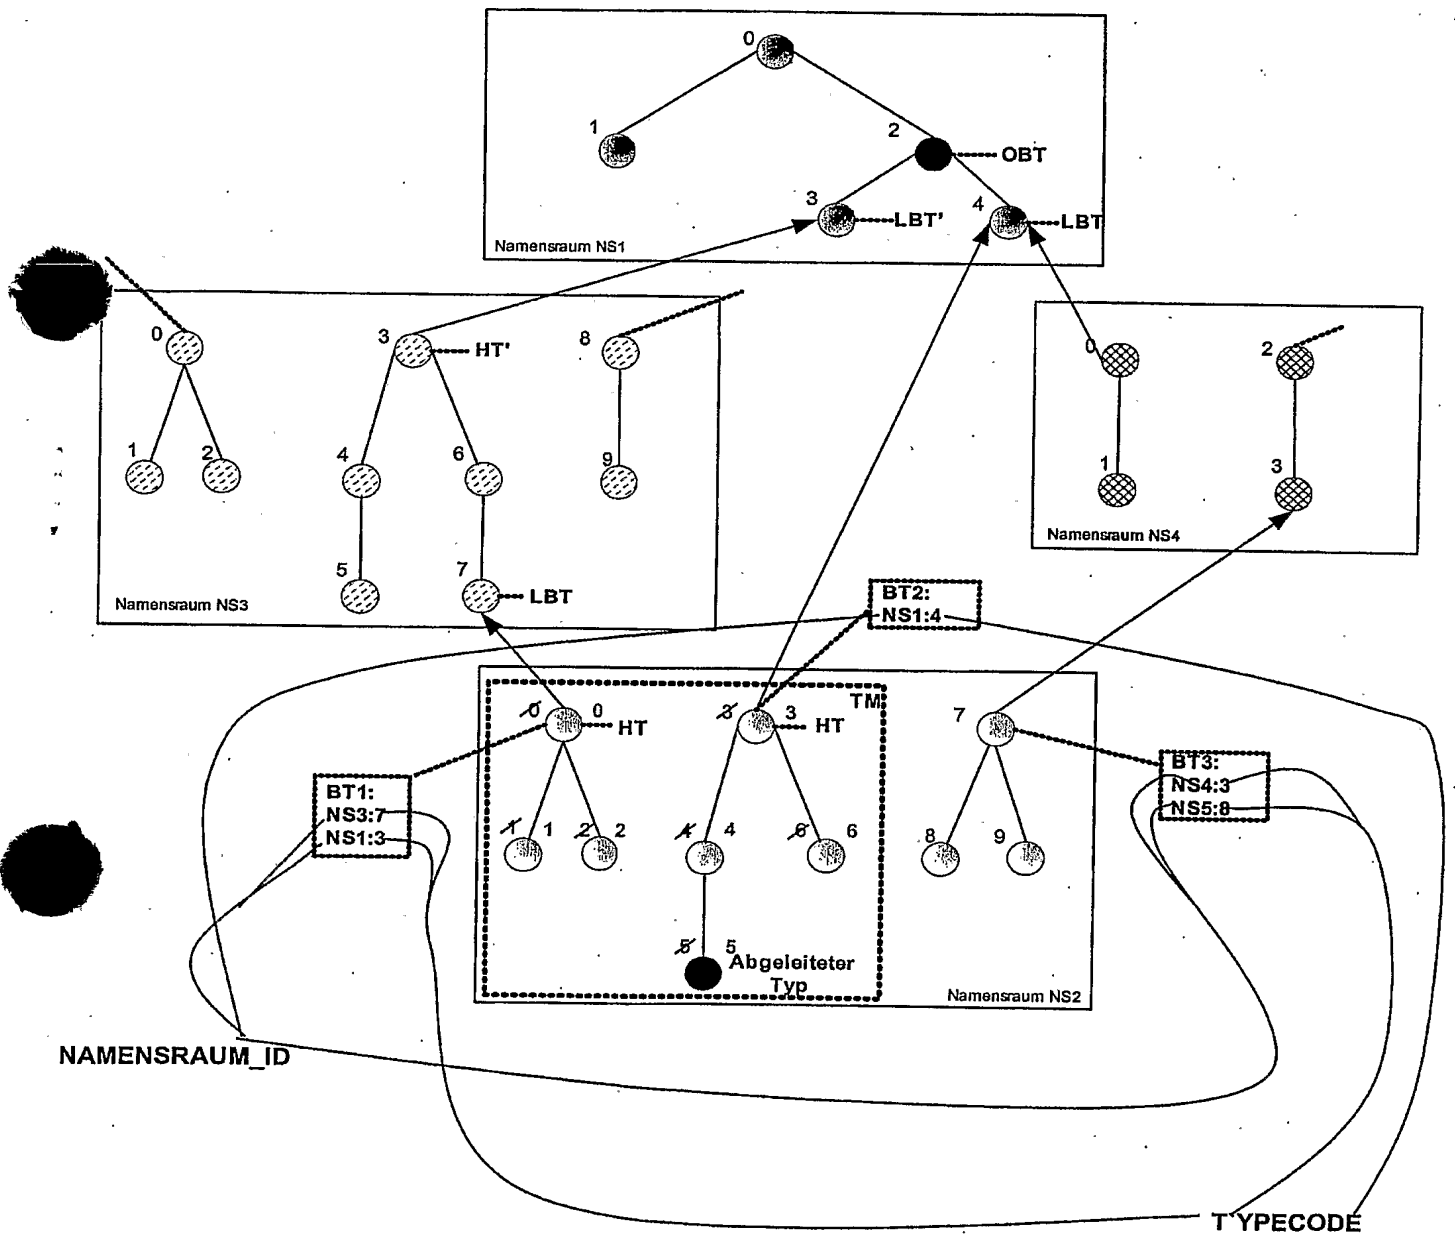 0
1
2
OBT
3
LBT'
4
LBT
Namensraum NS1
0
3
HT'
8
1
2
4
6
9
5
7
LBT
Namensraum NS3
0
2
1
3
Namensraum NS4
BT2:
NS1:4
TM
0
0
HT
3
3
HT
7
BT1:
NS3:7
NS1:3
BT3:
NS4:3
NS5:8
1
1
2
2
4
4
6
6
8
9
5
5
Abgeleiteter
Typ
Namensraum NS2
NAMENSRAUM_ID
TYPECODE